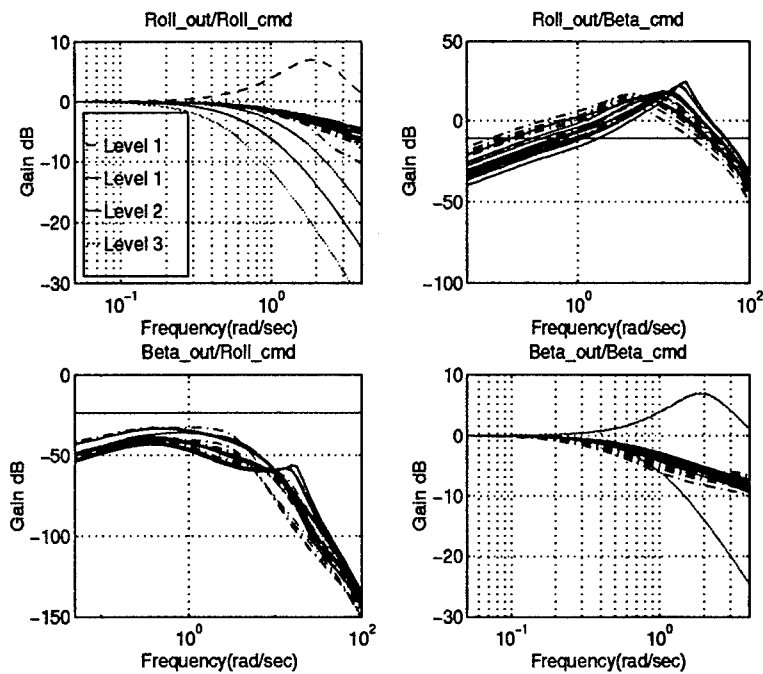 Roll_out/Roll_cmd
10
0
−10
−20
−30
Gain dB
Level 1
Level 1
Level 2
Level 3
10⁻¹
10⁰
Frequency(rad/sec)
Roll_out/Beta_cmd
50
0
−50
−100
Gain dB
10⁰
10²
Frequency(rad/sec)
Beta_out/Roll_cmd
0
−50
−100
−150
Gain dB
10⁰
10²
Frequency(rad/sec)
Beta_out/Beta_cmd
10
0
−10
−20
−30
Gain dB
10⁻¹
10⁰
Frequency(rad/sec)